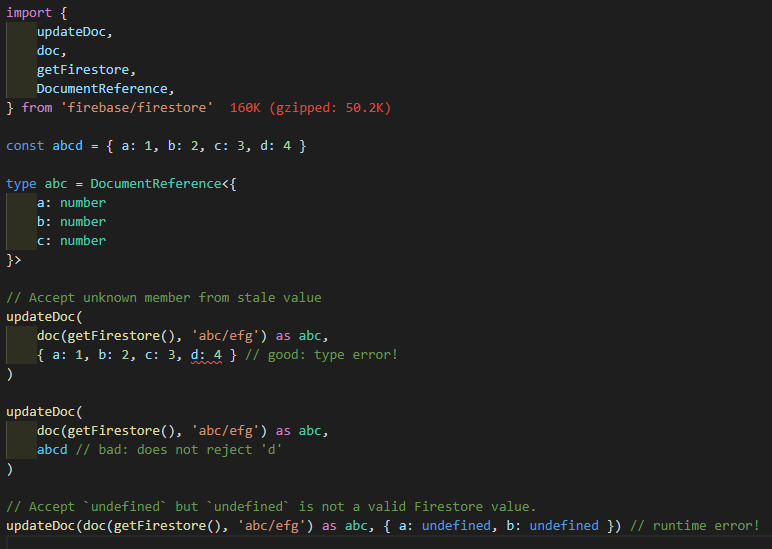 import {
    updateDoc,
    doc,
    getFirestore,
    DocumentReference,
} from 'firebase/firestore'  160K (gzipped: 50.2K)

const abcd = { a: 1, b: 2, c: 3, d: 4 }

type abc = DocumentReference<{
    a: number
    b: number
    c: number
}>

// Accept unknown member from stale value
updateDoc(
    doc(getFirestore(), 'abc/efg') as abc,
    { a: 1, b: 2, c: 3, d: 4 } // good: type error!
)

updateDoc(
    doc(getFirestore(), 'abc/efg') as abc,
    abcd // bad: does not reject 'd'
)

// Accept `undefined` but `undefined` is not a valid Firestore value.
updateDoc(doc(getFirestore(), 'abc/efg') as abc, { a: undefined, b: undefined }) // runtime error!